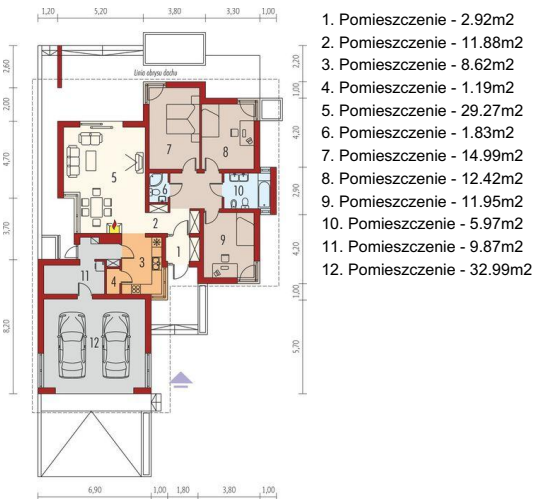 1,20 5,20 3,80 3,30 1,00
1. Pomieszczenie - 2.92m2
2. Pomieszczenie - 11.88m2
3. Pomieszczenie - 8.62m2
4. Pomieszczenie - 1.19m2
5. Pomieszczenie - 29.27m2
6. Pomieszczenie - 1.83m2
7. Pomieszczenie - 14.99m2
8. Pomieszczenie - 12.42m2
9. Pomieszczenie - 11.95m2
10. Pomieszczenie - 5.97m2
11. Pomieszczenie - 9.87m2
12. Pomieszczenie - 32.99m2
Linia obrysu dachu
2,60
2,00
4,70
3,70
8,20
2,20
1,00
4,20
2,90
4,20
1,00
5,70
7
8
5
6
10
2
9
1
3
11
4
12
6,90 1,00 1,80 3,80 1,00